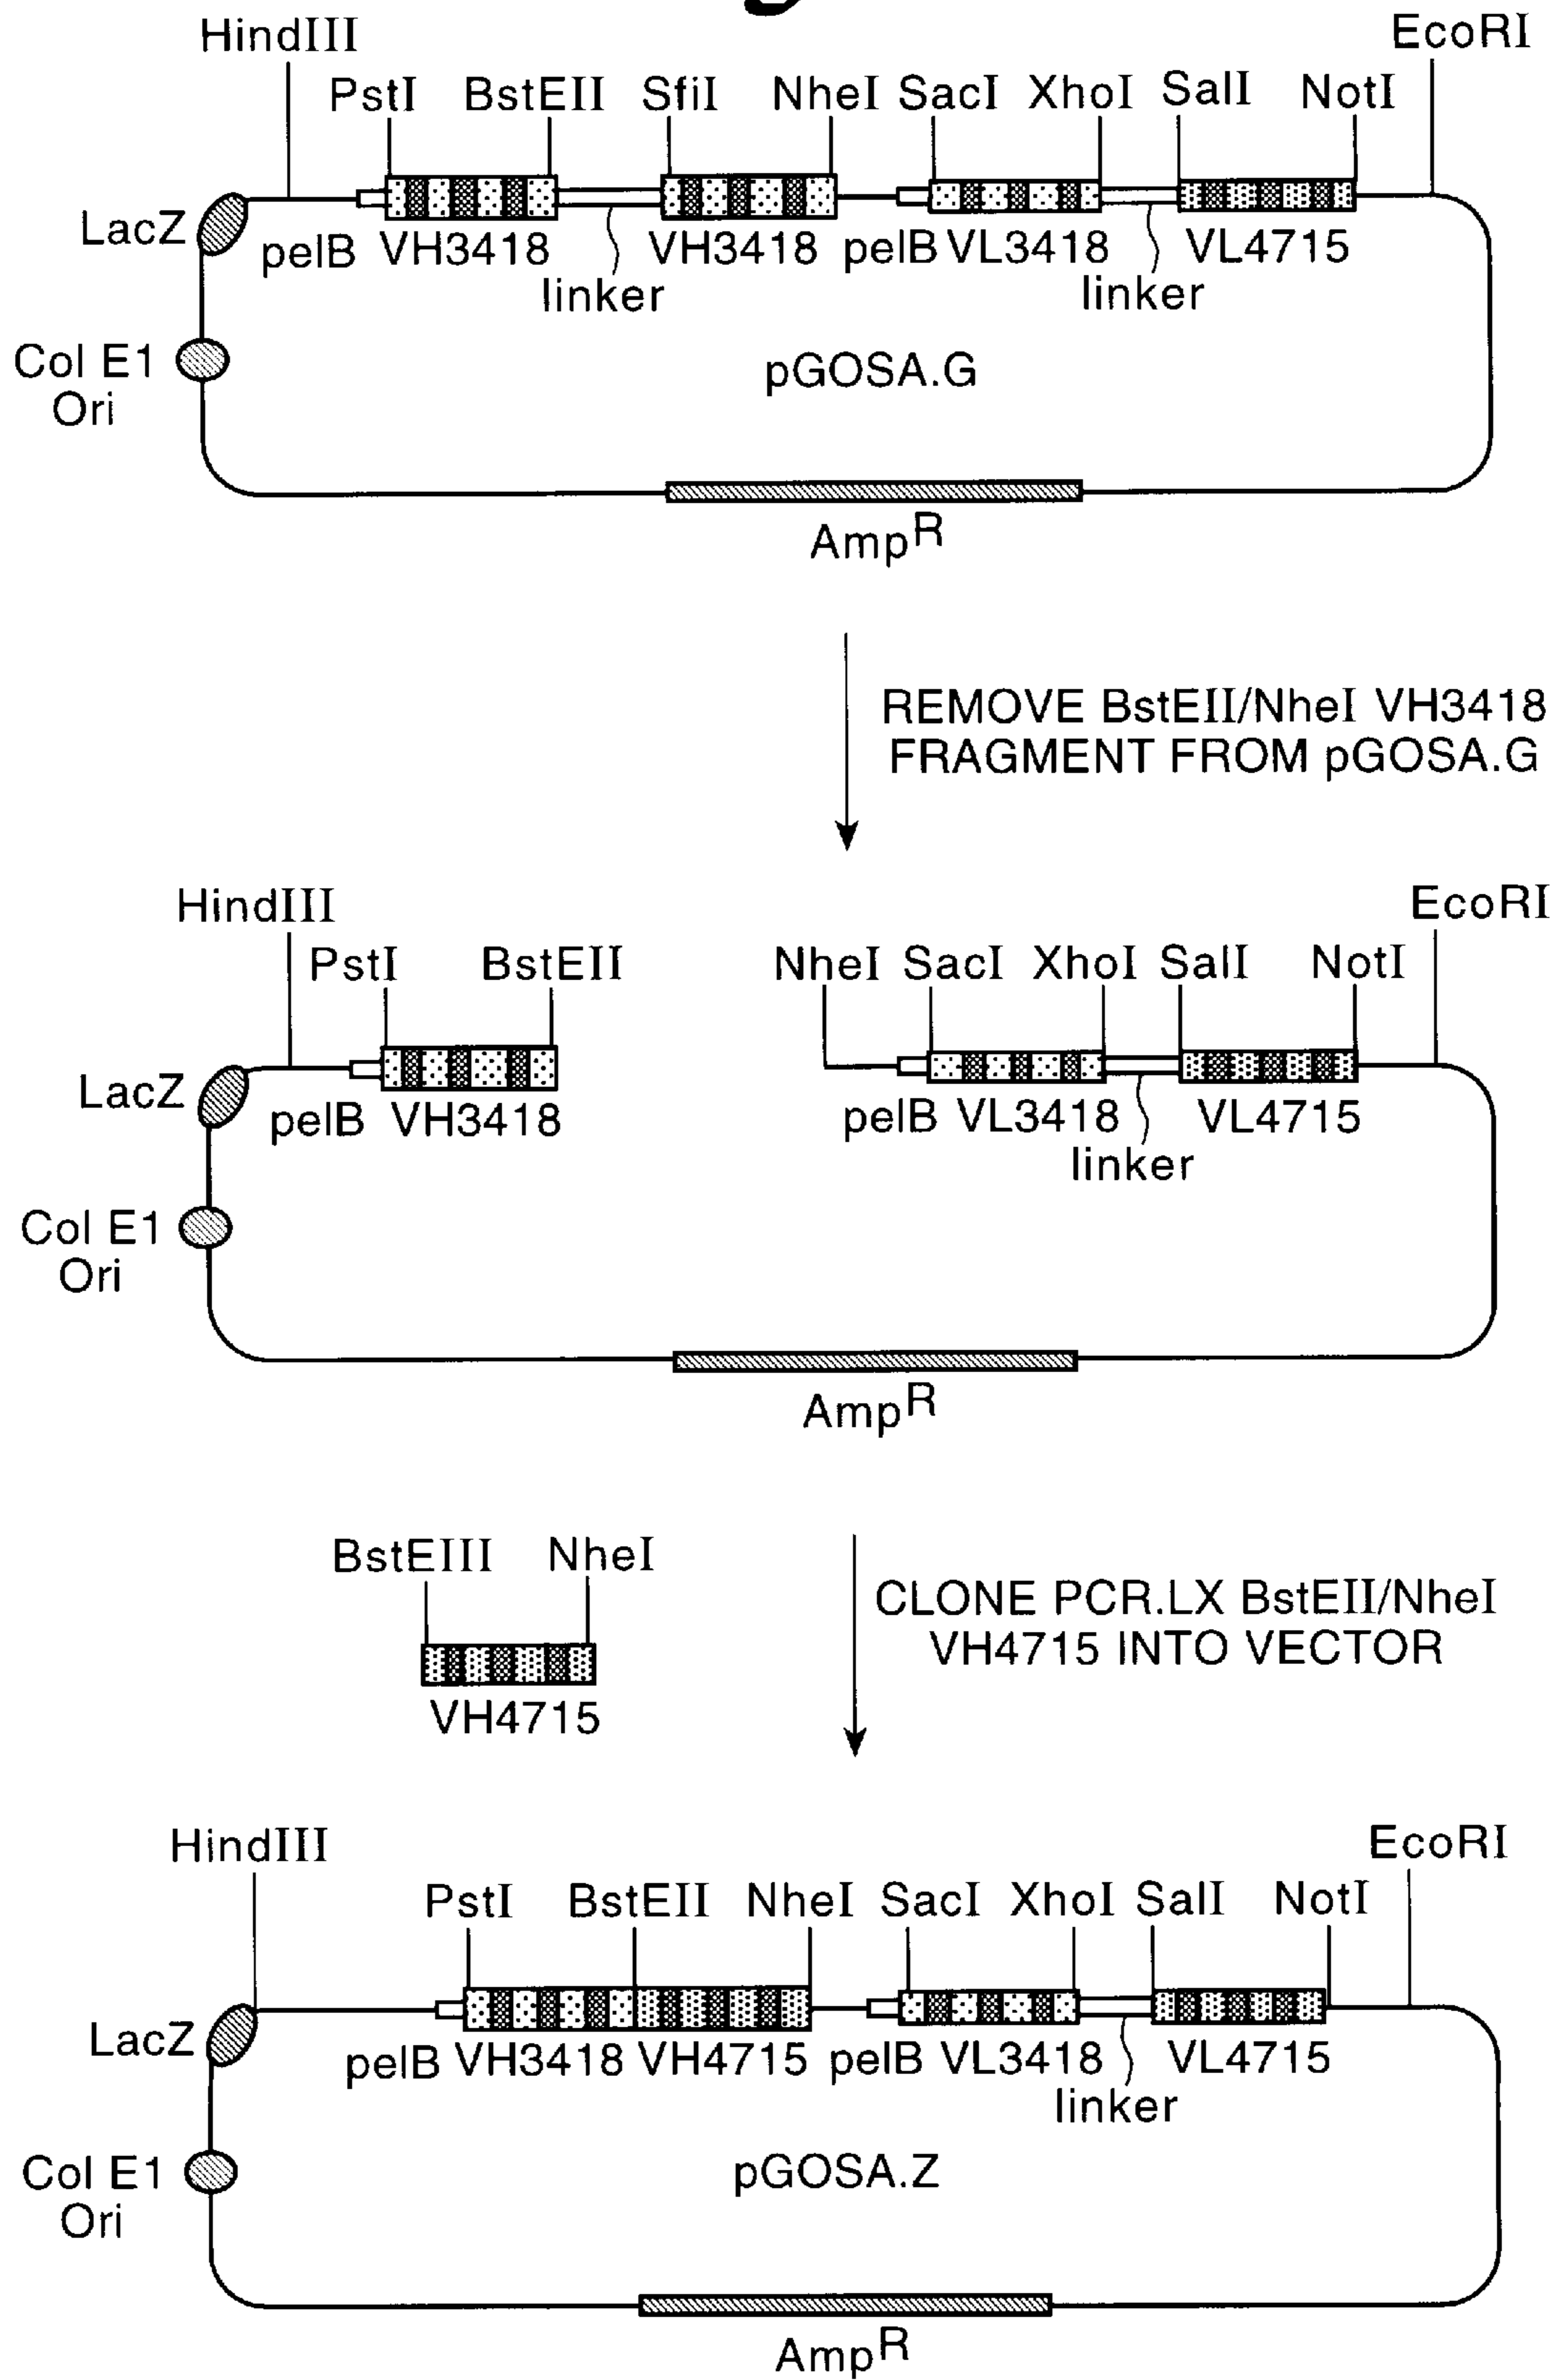 HindIII
EcoRI
PstI BstEII SfiI NheI SacI XhoI SalI NotI
LacZ
pelB VH3418 VH3418 pelB VL3418 VL4715
linker linker
Col E1
Ori
pGOSA.G
Amp^R
REMOVE BstEII/NheI VH3418
FRAGMENT FROM pGOSA.G
HindIII
EcoRI
PstI BstEII NheI SacI XhoI SalI NotI
LacZ
pelB VH3418 pelB VL3418 VL4715
linker
Col E1
Ori
Amp^R
BstEIII NheI
VH4715
CLONE PCR.LX BstEII/NheI
VH4715 INTO VECTOR
HindIII
EcoRI
PstI BstEII NheI SacI XhoI SalI NotI
LacZ
pelB VH3418 VH4715 pelB VL3418 VL4715
linker
Col E1
Ori
pGOSA.Z
Amp^R